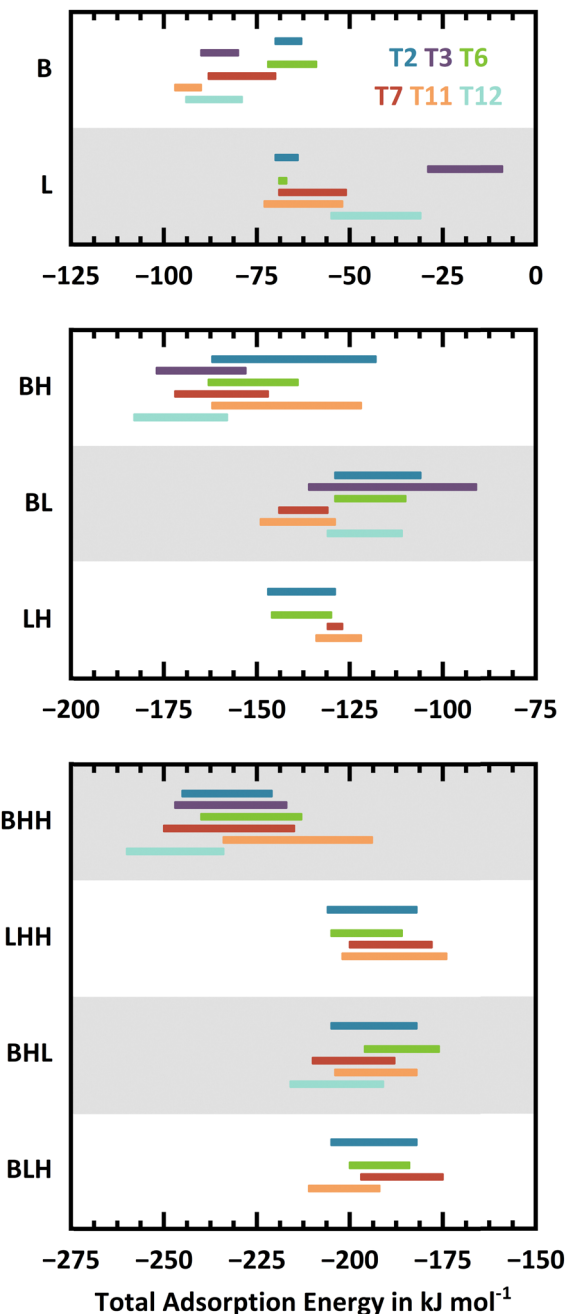 B
T2 T3 T6
T7 T11 T12
L
−125 −100 −75 −50 −25 0
BH
BL
LH
−200 −175 −150 −125 −100 −75
BHH
LHH
BHL
BLH
−275 −250 −225 −200 −175 −150
Total Adsorption Energy in kJ mol⁻¹